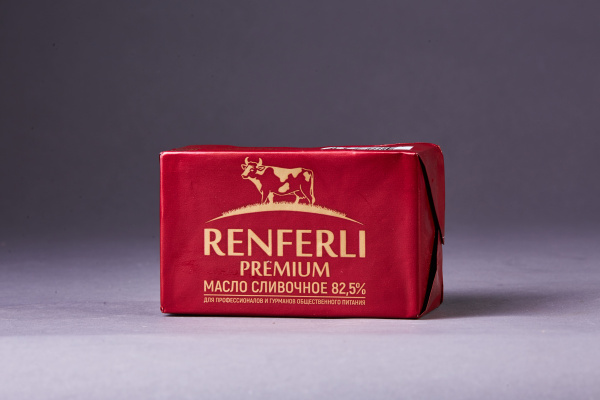 RENFERLI
PREMIUM
МАСЛО СЛИВОЧНОЕ 82,5%
ДЛЯ ПРОФЕССИОНАЛОВ И ГУРМАНОВ ОБЩЕСТВЕННОГО ПИТАНИЯ